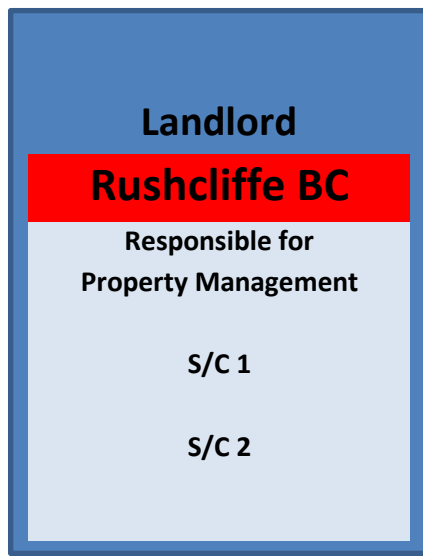 Landlord
Rushcliffe BC
Responsible for
Property Management
S/C 1
S/C 2